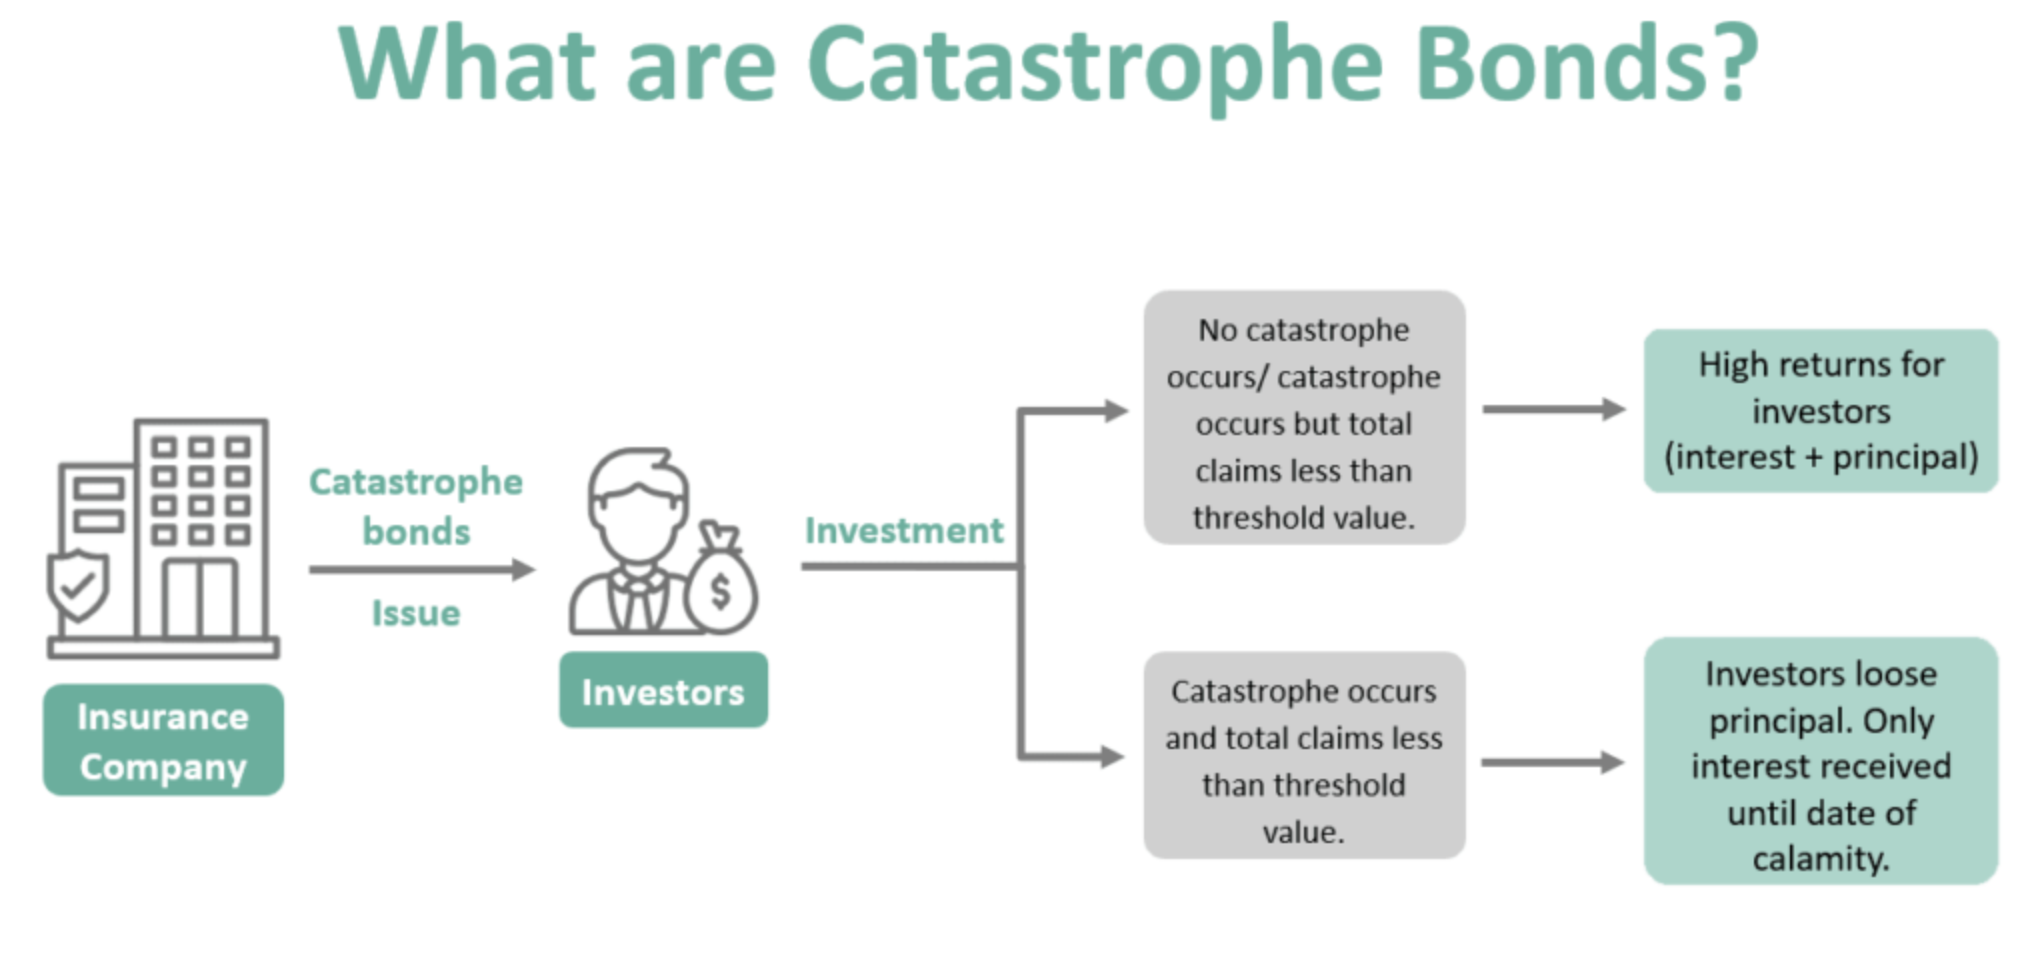 What are Catastrophe Bonds?
Insurance
Company
Catastrophe
bonds
Issue
$
Investors
Investment
No catastrophe
occurs/ catastrophe
occurs but total
claims less than
threshold value.
High returns for
investors
(interest + principal)
Catastrophe occurs
and total claims less
than threshold
value.
Investors loose
principal. Only
interest received
until date of
calamity.